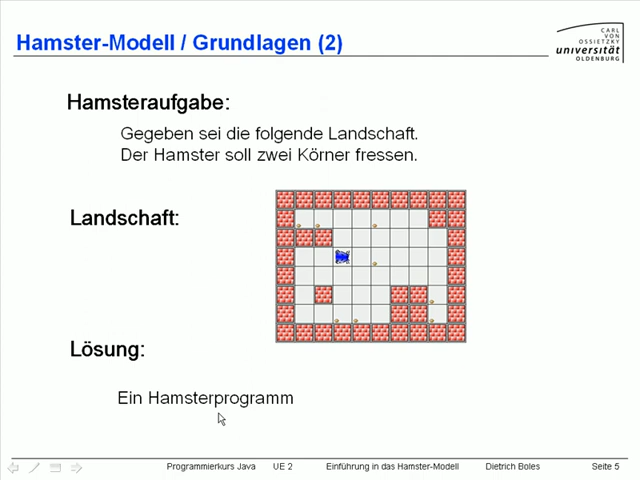 Hamster-Modell / Grundlagen (2)
CARL
VON
OSSIETZKY
universität
OLDENBURG
Hamsteraufgabe:
Gegeben sei die folgende Landschaft.
Der Hamster soll zwei Körner fressen.
Landschaft:
Lösung:
Ein Hamsterprogramm
Programmierkurs Java UE 2 Einführung in das Hamster-Modell Dietrich Boles Seite 5